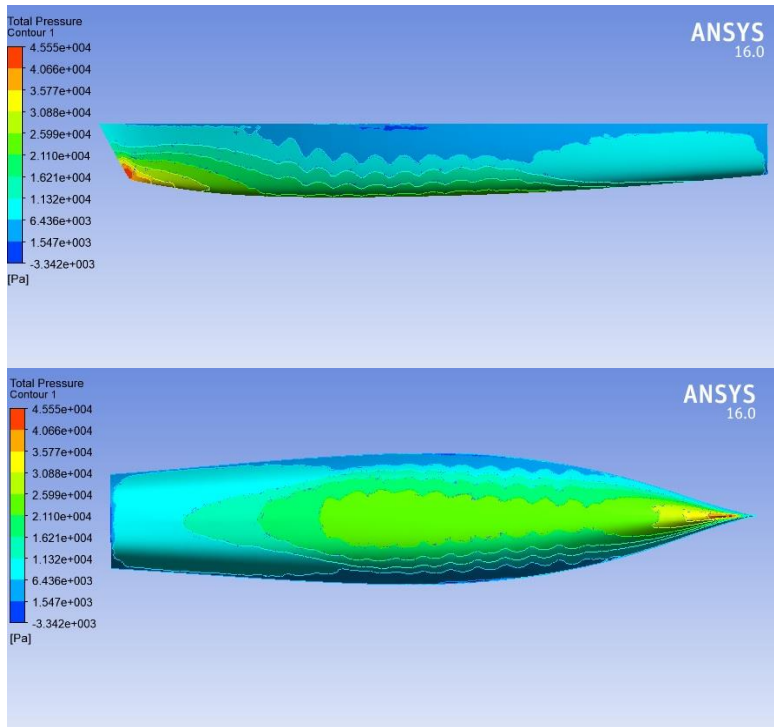 Total Pressure
Contour 1
4.555e+004
4.066e+004
3.577e+004
3.088e+004
2.599e+004
2.110e+004
1.621e+004
1.132e+004
6.436e+003
1.547e+003
-3.342e+003
[Pa]
ANSYS
16.0
Total Pressure
Contour 1
4.555e+004
4.066e+004
3.577e+004
3.088e+004
2.599e+004
2.110e+004
1.621e+004
1.132e+004
6.436e+003
1.547e+003
-3.342e+003
[Pa]
ANSYS
16.0